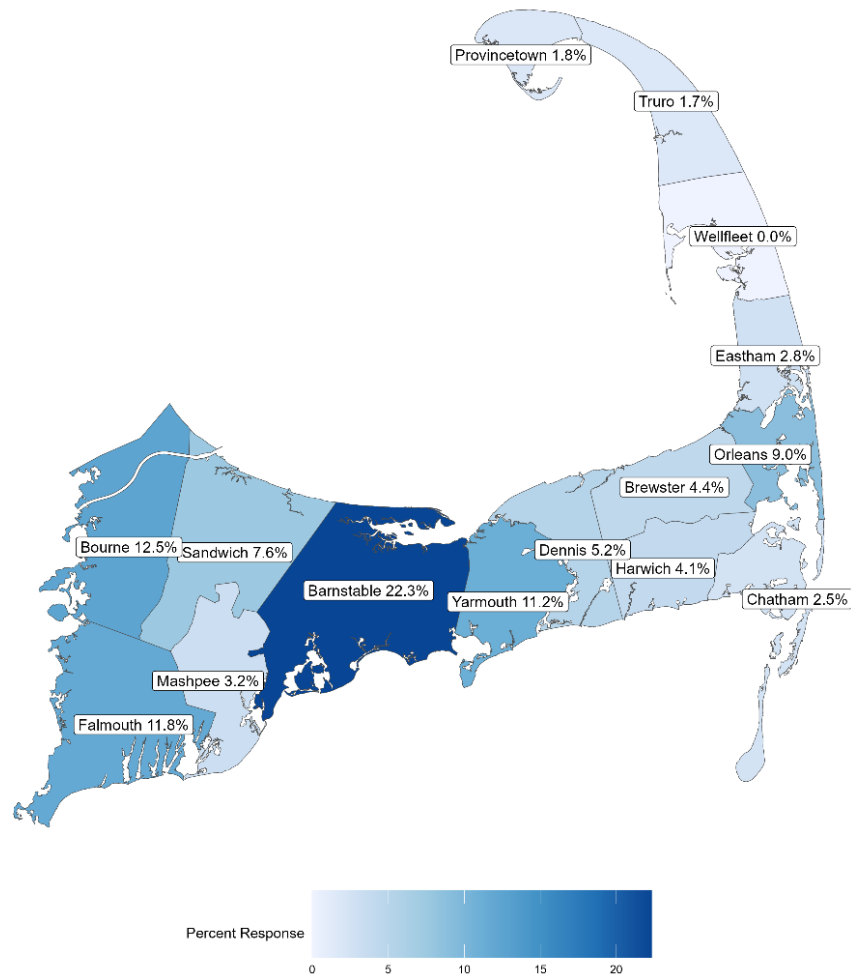 Provincetown 1.8%
Truro 1.7%
Wellfleet 0.0%
Eastham 2.8%
Orleans 9.0%
Brewster 4.4%
Bourne 12.5%
Sandwich 7.6%
Dennis 5.2%
Harwich 4.1%
Barnstable 22.3%
Yarmouth 11.2%
Chatham 2.5%
Mashpee 3.2%
Falmouth 11.8%
Percent Response
0 5 10 15 20